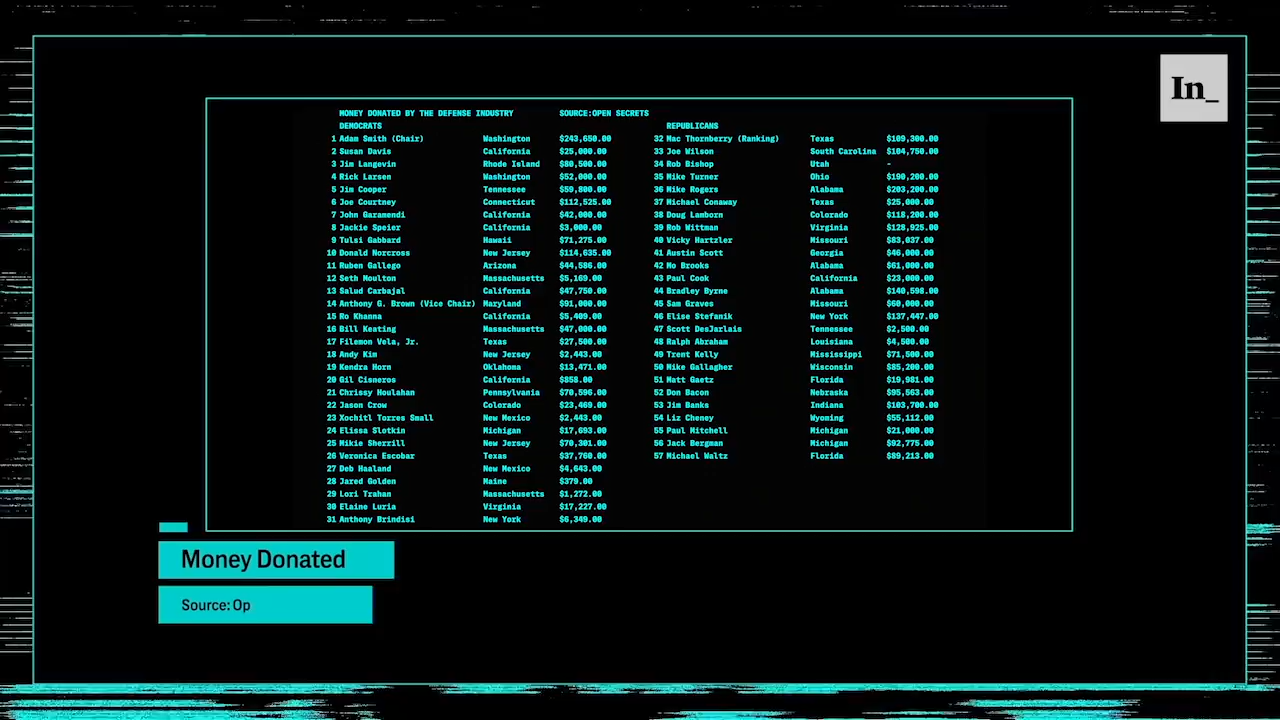 In_
MONEY DONATED BY THE DEFENSE INDUSTRY SOURCE:OPEN SECRETS
DEMOCRATS REPUBLICANS
1 Adam Smith (Chair) Washington $243,650.00 32 Mac Thornberry (Ranking) Texas $109,300.00
2 Susan Davis California $25,000.00 33 Joe Wilson South Carolina $104,750.00
3 Jim Langevin Rhode Island $80,500.00 34 Rob Bishop Utah -
4 Rick Larsen Washington $52,000.00 35 Mike Turner Ohio $190,200.00
5 Jim Cooper Tennessee $59,800.00 36 Mike Rogers Alabama $203,200.00
6 Joe Courtney Connecticut $112,525.00 37 Michael Conaway Texas $25,000.00
7 John Garamendi California $42,000.00 38 Doug Lamborn Colorado $118,200.00
8 Jackie Speier California $3,000.00 39 Rob Wittman Virginia $128,925.00
9 Tulsi Gabbard Hawaii $71,275.00 40 Vicky Hartzler Missouri $83,037.00
10 Donald Norcross New Jersey $114,635.00 41 Austin Scott Georgia $46,000.00
11 Ruben Gallego Arizona $44,586.00 42 Mo Brooks Alabama $61,000.00
12 Seth Moulton Massachusetts $5,169.00 43 Paul Cook California $23,000.00
13 Salud Carbajal California $47,750.00 44 Bradley Byrne Alabama $140,598.00
14 Anthony G. Brown (Vice Chair) Maryland $91,000.00 45 Sam Graves Missouri $60,000.00
15 Ro Khanna California $5,409.00 46 Elise Stefanik New York $137,447.00
16 Bill Keating Massachusetts $47,000.00 47 Scott DesJarlais Tennessee $2,500.00
17 Filemon Vela, Jr. Texas $27,500.00 48 Ralph Abraham Louisiana $4,500.00
18 Andy Kim New Jersey $2,443.00 49 Trent Kelly Mississippi $71,500.00
19 Kendra Horn Oklahoma $13,471.00 50 Mike Gallagher Wisconsin $85,200.00
20 Gil Cisneros California $858.00 51 Matt Gaetz Florida $19,981.00
21 Chrissy Houlahan Pennsylvania $70,596.00 52 Don Bacon Nebraska $95,563.00
22 Jason Crow Colorado $23,469.00 53 Jim Banks Indiana $103,700.00
23 Xochitl Torres Small New Mexico $2,443.00 54 Liz Cheney Wyoming $55,112.00
24 Elissa Slotkin Michigan $17,693.00 55 Paul Mitchell Michigan $21,000.00
25 Mikie Sherrill New Jersey $70,301.00 56 Jack Bergman Michigan $92,775.00
26 Veronica Escobar Texas $37,760.00 57 Michael Waltz Florida $89,213.00
27 Deb Haaland New Mexico $4,643.00
28 Jared Golden Maine $379.00
29 Lori Trahan Massachusetts $1,272.00
30 Elaine Luria Virginia $17,227.00
31 Anthony Brindisi New York $6,349.00
Money Donated
Source: Op